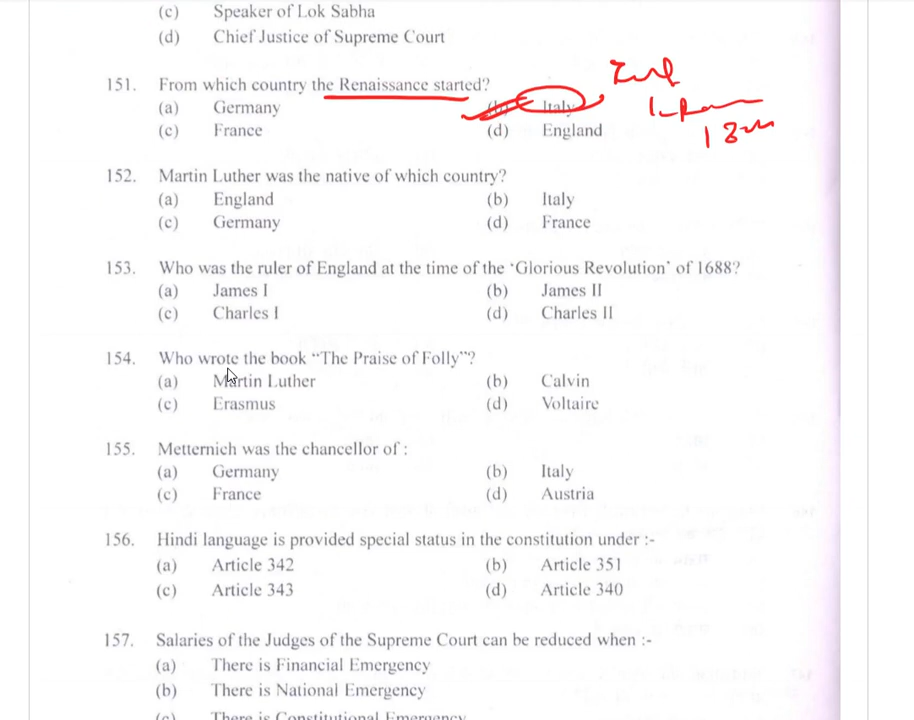 (c) Speaker of Lok Sabha
(d) Chief Justice of Supreme Court
151. From which country the Renaissance started?
(a) Germany (b) Italy
(c) France (d) England
152. Martin Luther was the native of which country?
(a) England (b) Italy
(c) Germany (d) France
153. Who was the ruler of England at the time of the ‘Glorious Revolution’ of 1688?
(a) James I (b) James II
(c) Charles I (d) Charles II
154. Who wrote the book “The Praise of Folly”?
(a) Martin Luther (b) Calvin
(c) Erasmus (d) Voltaire
155. Metternich was the chancellor of :
(a) Germany (b) Italy
(c) France (d) Austria
156. Hindi language is provided special status in the constitution under :-
(a) Article 342 (b) Article 351
(c) Article 343 (d) Article 340
157. Salaries of the Judges of the Supreme Court can be reduced when :-
(a) There is Financial Emergency
(b) There is National Emergency
(c) There is Constitutional Emergency